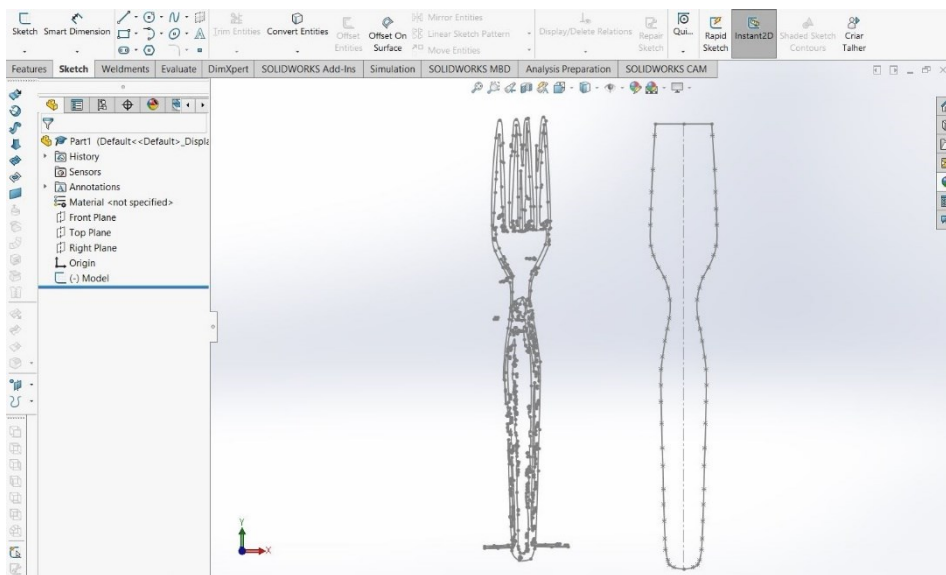 Sketch Smart Dimension Trim Entities Convert Entities Offset Entities Offset On Surface Mirror Entities Display/Delete Relations Repair Sketch Qui... Rapid Sketch Instant2D Shaded Sketch Contours Criar Talher
Linear Sketch Pattern
Move Entities
Features Sketch Weldments Evaluate DimXpert SOLIDWORKS Add-Ins Simulation SOLIDWORKS MBD Analysis Preparation SOLIDWORKS CAM
Part1 (Default<<Default>_Displa
History
Sensors
Annotations
Material <not specified>
Front Plane
Top Plane
Right Plane
Origin
(-) Model
Y
X